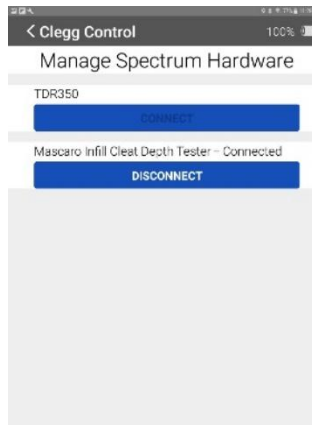 < Clegg Control 100%
Manage Spectrum Hardware
TDR350
CONNECT
Mascaro Infill Cleat Depth Tester – Connected
DISCONNECT